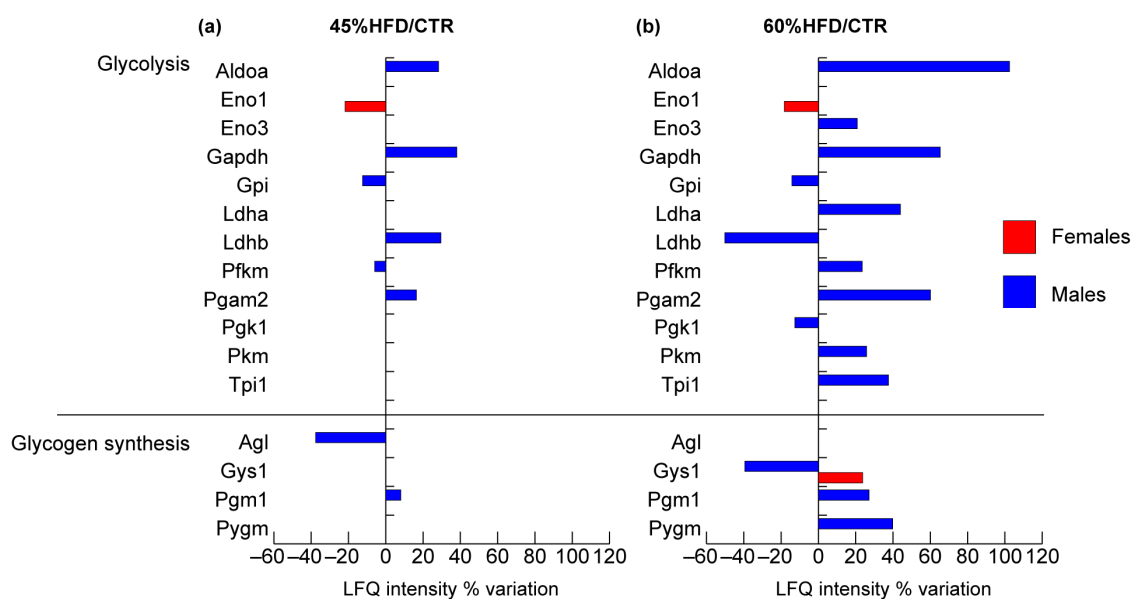 (a) 45%HFD/CTR
(b) 60%HFD/CTR
Glycolysis
Aldoa
Eno1
Eno3
Gapdh
Gpi
Ldha
Ldhb
Pfkm
Pgam2
Pgk1
Pkm
Tpi1
Glycogen synthesis
Agl
Gys1
Pgm1
Pygm
–60 –40 –20 0 20 40 60 80 100 120
LFQ intensity % variation
Aldoa
Eno1
Eno3
Gapdh
Gpi
Ldha
Ldhb
Pfkm
Pgam2
Pgk1
Pkm
Tpi1
Agl
Gys1
Pgm1
Pygm
–60 –40 –20 0 20 40 60 80 100 120
LFQ intensity % variation
Females
Males